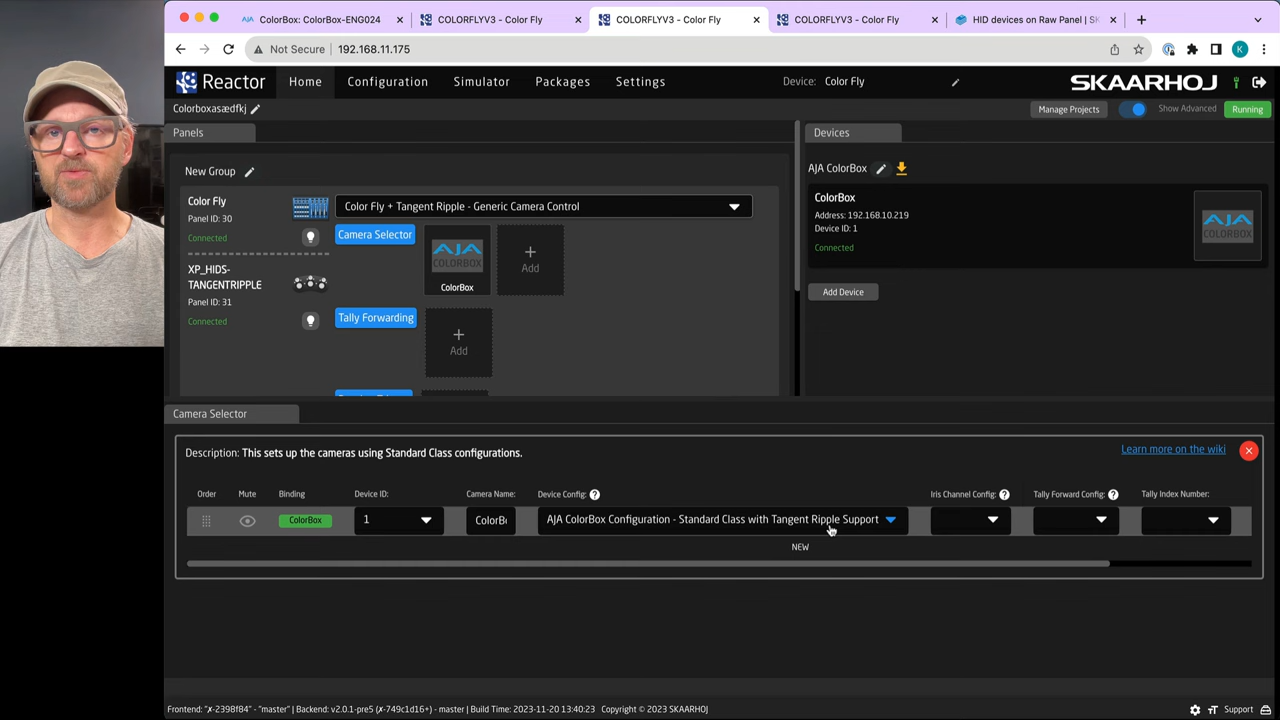 ColorBox: ColorBox-ENG024
COLORFLYV3 - Color Fly
COLORFLYV3 - Color Fly
COLORFLYV3 - Color Fly
HID devices on Raw Panel | SK
Not Secure
192.168.11.175
K
Reactor
Home
Configuration
Simulator
Packages
Settings
Device:
Color Fly
SKAARHOJ
Colorboxasædfkj
Manage Projects
Show Advanced
Running
Panels
Devices
New Group
AJA ColorBox
Color Fly
Panel ID: 30
Connected
Color Fly + Tangent Ripple - Generic Camera Control
Camera Selector
AJA
COLORBOX
ColorBox
Add
XP_HIDS-
TANGENTRIPPLE
Panel ID: 31
Connected
Tally Forwarding
Add
ColorBox
Address: 192.168.10.219
Device ID: 1
Connected
AJA
COLORBOX
Add Device
Camera Selector
Description: This sets up the cameras using Standard Class configurations.
Learn more on the wiki
Order
Mute
Binding
Device ID:
Camera Name:
Device Config:
Iris Channel Config:
Tally Forward Config:
Tally Index Number:
ColorBox
1
ColorB
AJA ColorBox Configuration - Standard Class with Tangent Ripple Support
NEW
Frontend: "✗-2398f84" - "master" | Backend: v2.0.1-pre5 (✗-749c1d16+) - master | Build Time: 2023-11-20 13:40:23 Copyright © 2023 SKAARHOJ
Support